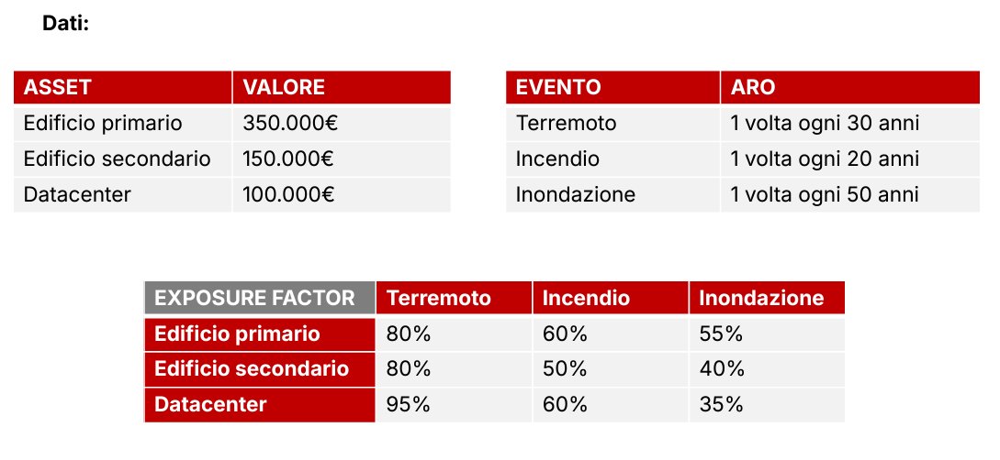 Dati:
ASSET VALORE
Edificio primario 350.000€
Edificio secondario 150.000€
Datacenter 100.000€
EVENTO ARO
Terremoto 1 volta ogni 30 anni
Incendio 1 volta ogni 20 anni
Inondazione 1 volta ogni 50 anni
EXPOSURE FACTOR Terremoto Incendio Inondazione
Edificio primario 80% 60% 55%
Edificio secondario 80% 50% 40%
Datacenter 95% 60% 35%